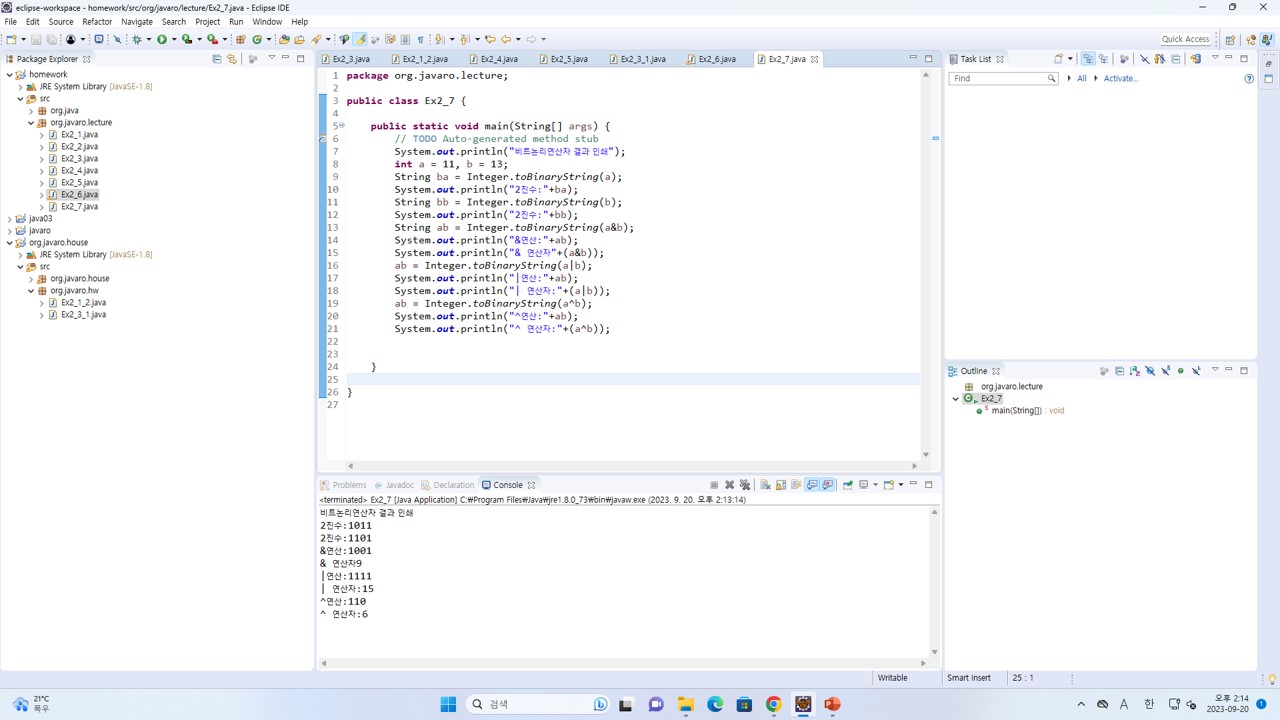 eclipse-workspace - homework/src/org/javaro/lecture/Ex2_7.java - Eclipse IDE
File Edit Source Refactor Navigate Search Project Run Window Help
Quick Access
Package Explorer
homework
JRE System Library [JavaSE-1.8]
src
org.java
org.javaro.lecture
Ex2_1.java
Ex2_2.java
Ex2_3.java
Ex2_4.java
Ex2_5.java
Ex2_6.java
Ex2_7.java
java03
javaro
org.javaro.house
JRE System Library [JavaSE-1.8]
src
org.javaro.house
org.javaro.hw
Ex2_1_2.java
Ex2_3_1.java
Ex2_3.java Ex2_1_2.java Ex2_4.java Ex2_5.java Ex2_3_1.java Ex2_6.java Ex2_7.java
1 package org.javaro.lecture;
2
3 public class Ex2_7 {
4
5 public static void main(String[] args) {
6 // TODO Auto-generated method stub
7 System.out.println("비트논리연산자 결과 인쇄");
8 int a = 11, b = 13;
9 String ba = Integer.toBinaryString(a);
10 System.out.println("2진수:"+ba);
11 String bb = Integer.toBinaryString(b);
12 System.out.println("2진수:"+bb);
13 String ab = Integer.toBinaryString(a&b);
14 System.out.println("&연산:"+ab);
15 System.out.println("& 연산자"+(a&b));
16 ab = Integer.toBinaryString(a|b);
17 System.out.println("|연산:"+ab);
18 System.out.println("| 연산자:"+(a|b));
19 ab = Integer.toBinaryString(a^b);
20 System.out.println("^연산:"+ab);
21 System.out.println("^ 연산자:"+(a^b));
22
23
24 }
25
26 }
27
Problems Javadoc Declaration Console
<terminated> Ex2_7 [Java Application] C:₩Program Files₩Java₩jre1.8.0_73₩bin₩javaw.exe (2023. 9. 20. 오후 2:13:14)
비트논리연산자 결과 인쇄
2진수:1011
2진수:1101
&연산:1001
& 연산자9
|연산:1111
| 연산자:15
^연산:110
^ 연산자:6
Task List
Find All Activate...
Outline
org.javaro.lecture
Ex2_7
main(String[]) : void
Writable Smart Insert 25 : 1
21°C
폭우
검색
A 한
오후 2:14
2023-09-20
1